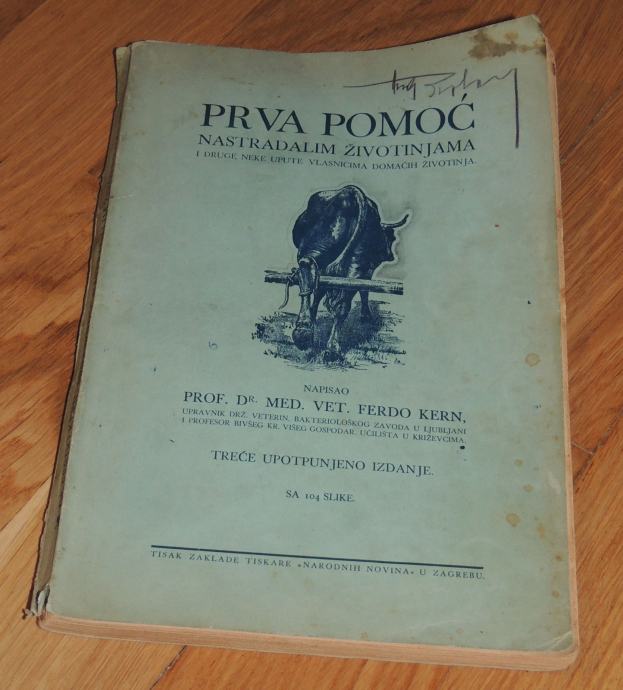 PRVA POMOĆ
NASTRADALIM ŽIVOTINJAMA
I DRUGE NEKE UPUTE VLASNICIMA DOMAĆIH ŽIVOTINJA.
NAPISAO
PROF. DR. MED. VET. FERDO KERN,
UPRAVNIK DRŽ. VETERIN. BAKTERIOLOŠKOG ZAVODA U LJUBLJANI
I PROFESOR BIVŠEG KR. VIŠEG GOSPODAR. UČILIŠTA U KRIŽEVCIMA.
TREĆE UPOTPUNJENO IZDANJE.
SA 104 SLIKE.
TISAK ZAKLADE TISKARE »NARODNIH NOVINA« U ZAGREBU.